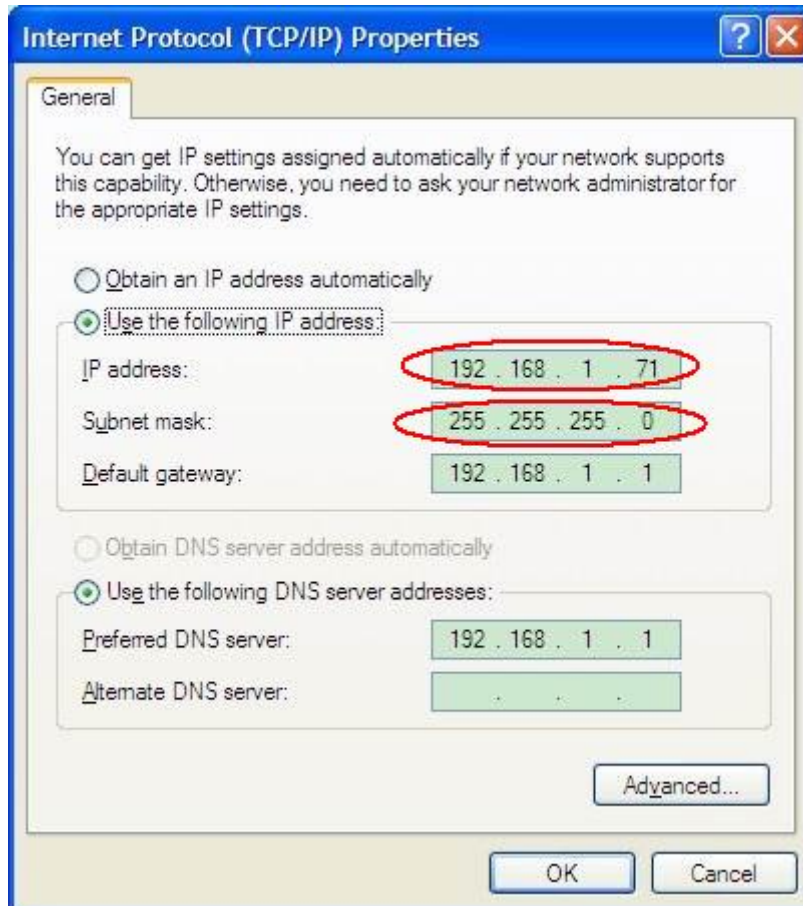 Internet Protocol (TCP/IP) Properties
General
You can get IP settings assigned automatically if your network supports
this capability. Otherwise, you need to ask your network administrator for
the appropriate IP settings.
Obtain an IP address automatically
Use the following IP address:
IP address: 192 . 168 . 1 . 71
Subnet mask: 255 . 255 . 255 . 0
Default gateway: 192 . 168 . 1 . 1
Obtain DNS server address automatically
Use the following DNS server addresses:
Preferred DNS server: 192 . 168 . 1 . 1
Alternate DNS server: . . .
Advanced...
OK Cancel